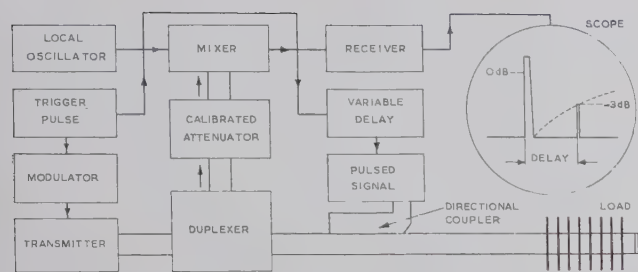 LOCAL
OSCILLATOR
MIXER
RECEIVER
SCOPE
0dB
-3dB
DELAY
TRIGGER
PULSE
CALIBRATED
ATTENUATOR
VARIABLE
DELAY
MODULATOR
PULSED
SIGNAL
DIRECTIONAL
COUPLER
LOAD
TRANSMITTER
DUPLEXER